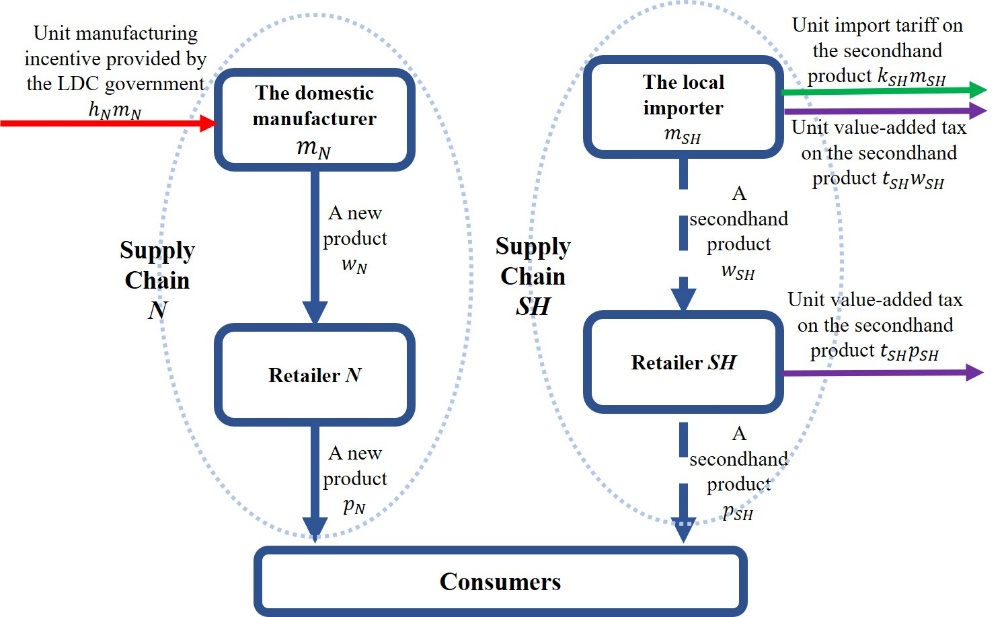 Unit manufacturing
incentive provided by
the LDC government
h_N m_N
The domestic
manufacturer
m_N
A new
product
w_N
Supply
Chain
N
Retailer N
A new
product
p_N
The local
importer
m_SH
Unit import tariff on
the secondhand
product k_SH m_SH
Unit value-added tax
on the secondhand
product t_SH w_SH
A
secondhand
product
w_SH
Supply
Chain
SH
Unit value-added tax
on the secondhand
product t_SH p_SH
Retailer SH
A
secondhand
product
p_SH
Consumers